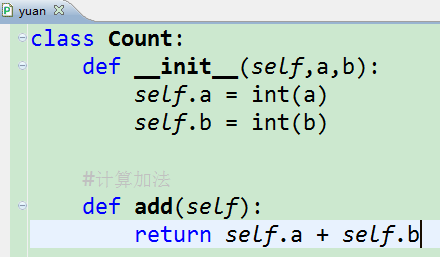 yuan
class Count:
    def __init__(self,a,b):
        self.a = int(a)
        self.b = int(b)
    #计算加法
    def add(self):
        return self.a + self.b